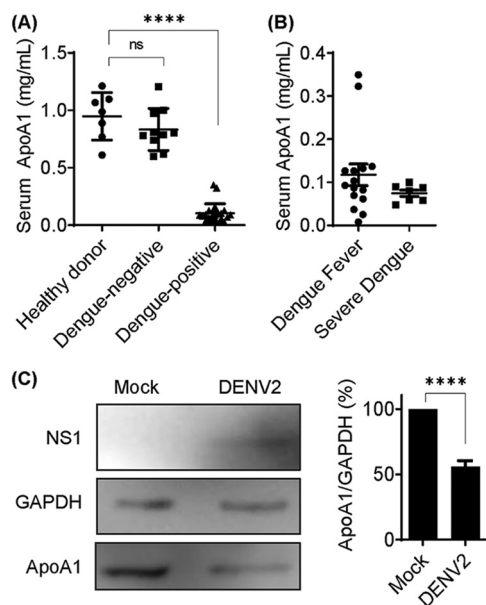 (A)
****
ns
Serum ApoA1 (mg/mL)
1.5
1.0
0.5
0.0
Healthy donor
Dengue-negative
Dengue-positive
(B)
Serum ApoA1 (mg/mL)
0.4
0.3
0.2
0.1
0.0
Dengue Fever
Severe Dengue
(C)
Mock DENV2
NS1
GAPDH
ApoA1
****
ApoA1/GAPDH (%)
100
50
0
Mock
DENV2